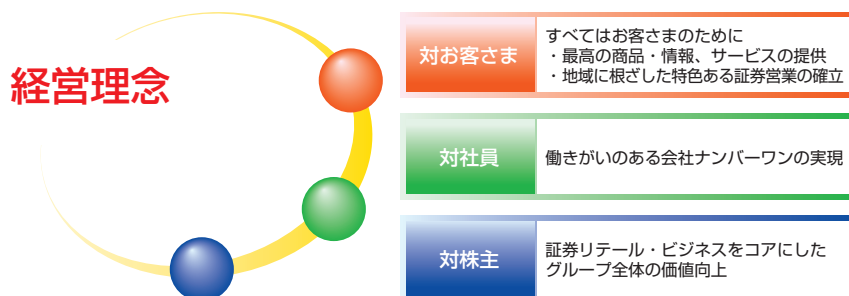 経営理念
対お客さま
すべてはお客さまのために
・最高の商品・情報、サービスの提供
・地域に根ざした特色ある証券営業の確立
対社員
働きがいのある会社ナンバーワンの実現
対株主
証券リテール・ビジネスをコアにした
グループ全体の価値向上